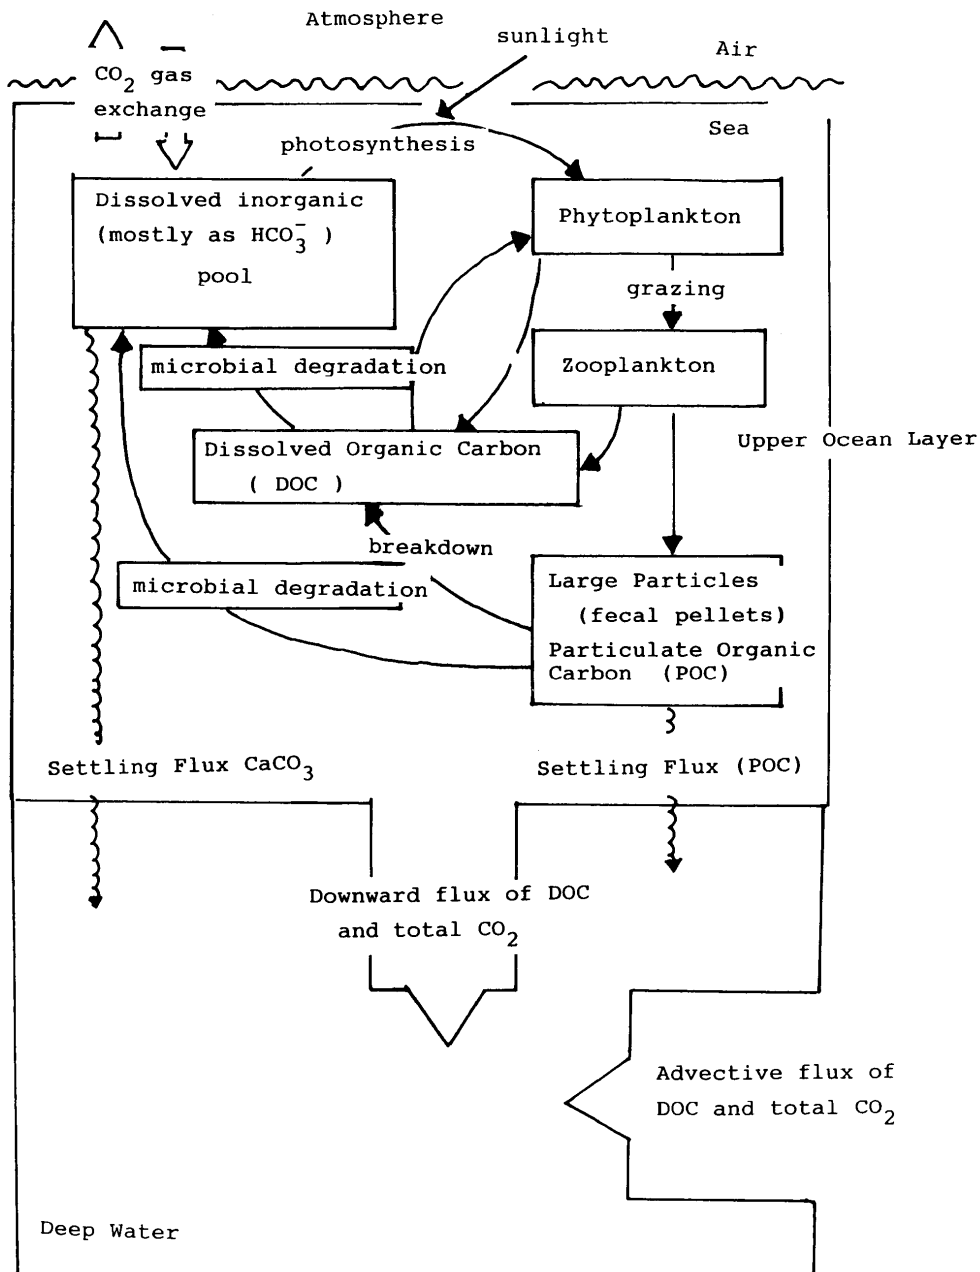 Atmosphere
sunlight
Air
CO2 gas
exchange
Sea
photosynthesis
Dissolved inorganic
(mostly as HCO3- )
pool
Phytoplankton
grazing
microbial degradation
Zooplankton
Upper Ocean Layer
Dissolved Organic Carbon
( DOC )
breakdown
microbial degradation
Large Particles
(fecal pellets)
Particulate Organic
Carbon (POC)
Settling Flux CaCO3
Settling Flux (POC)
Downward flux of DOC
and total CO2
Advective flux of
DOC and total CO2
Deep Water